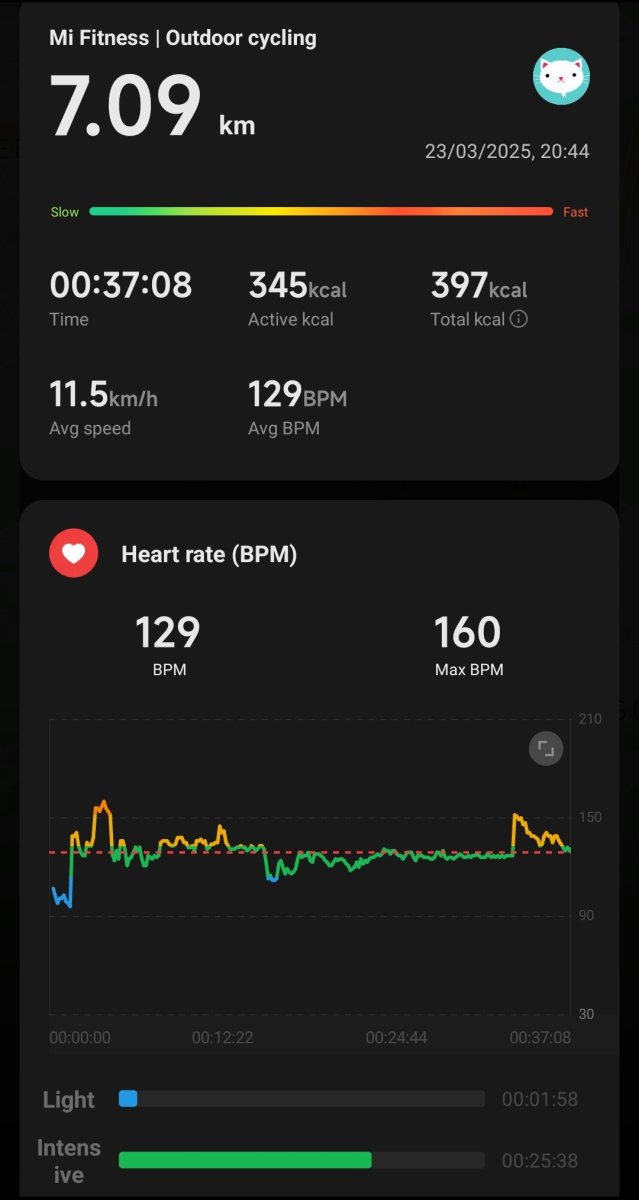 Mi Fitness | Outdoor cycling
7.09 km
23/03/2025, 20:44
Slow Fast
00:37:08 345kcal 397kcal
Time Active kcal Total kcal
11.5km/h 129BPM
Avg speed Avg BPM
Heart rate (BPM)
129 160
BPM Max BPM
210
150
90
30
00:00:00 00:12:22 00:24:44 00:37:08
Light 00:01:58
Intens
ive 00:25:38